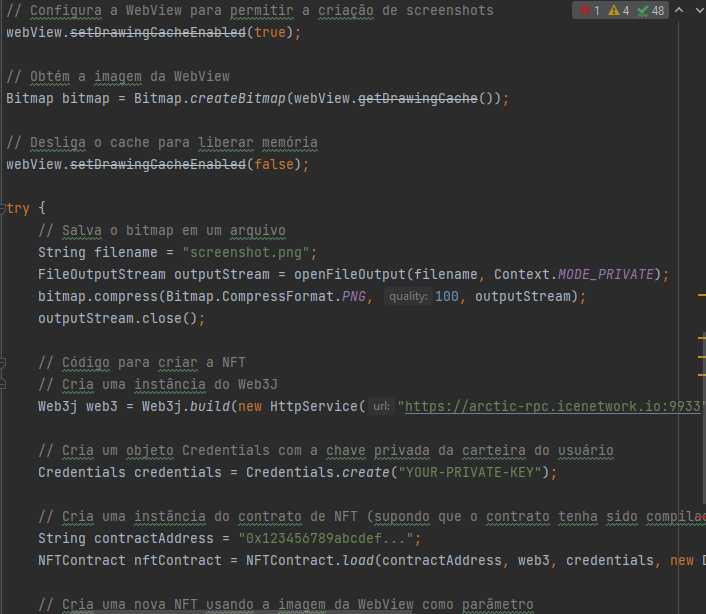 // Configura a WebView para permitir a criação de screenshots
1 4 48
webView.setDrawingCacheEnabled(true);
// Obtém a imagem da WebView
Bitmap bitmap = Bitmap.createBitmap(webView.getDrawingCache());
// Desliga o cache para liberar memória
webView.setDrawingCacheEnabled(false);
try {
// Salva o bitmap em um arquivo
String filename = "screenshot.png";
FileOutputStream outputStream = openFileOutput(filename, Context.MODE_PRIVATE);
bitmap.compress(Bitmap.CompressFormat.PNG, quality: 100, outputStream);
outputStream.close();
// Código para criar a NFT
// Cria uma instância do Web3J
Web3j web3 = Web3j.build(new HttpService( url: "https://arctic-rpc.icenetwork.io:9933"
// Cria um objeto Credentials com a chave privada da carteira do usuário
Credentials credentials = Credentials.create("YOUR-PRIVATE-KEY");
// Cria uma instância do contrato de NFT (supondo que o contrato tenha sido compilad
String contractAddress = "0x123456789abcdef...";
NFTContract nftContract = NFTContract.load(contractAddress, web3, credentials, new D
// Cria uma nova NFT usando a imagem da WebView como parâmetro